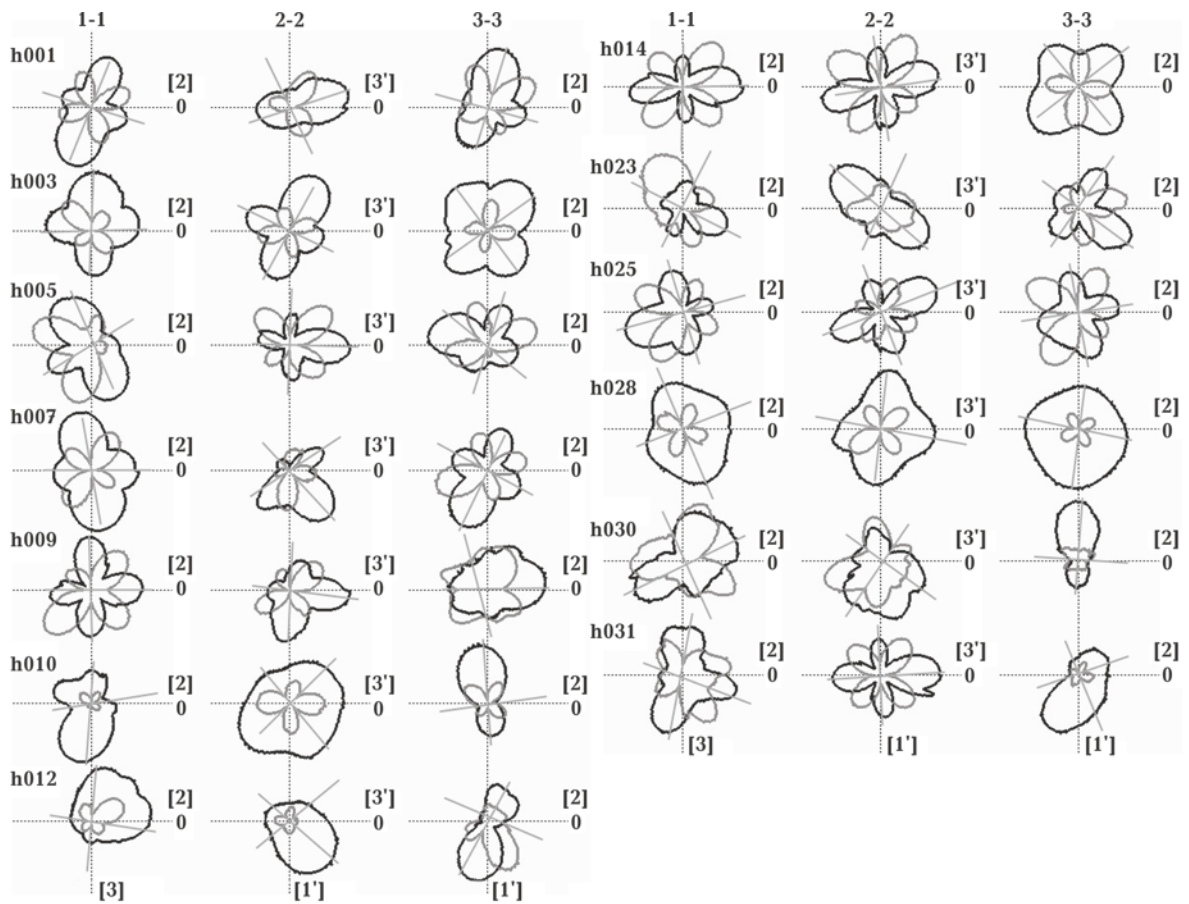 1-1 2-2 3-3
h001 [2] 0 [3'] 0 [2] 0
h003 [2] 0 [3'] 0 [2] 0
h005 [2] 0 [3'] 0 [2] 0
h007 [2] 0 [3'] 0 [2] 0
h009 [2] 0 [3'] 0 [2] 0
h010 [2] 0 [3'] 0 [2] 0
h012 [2] 0 [3'] 0 [2] 0
[3] [1'] [1']
1-1 2-2 3-3
h014 [2] 0 [3'] 0 [2] 0
h023 [2] 0 [3'] 0 [2] 0
h025 [2] 0 [3'] 0 [2] 0
h028 [2] 0 [3'] 0 [2] 0
h030 [2] 0 [3'] 0 [2] 0
h031 [2] 0 [3'] 0 [2] 0
[3] [1'] [1']